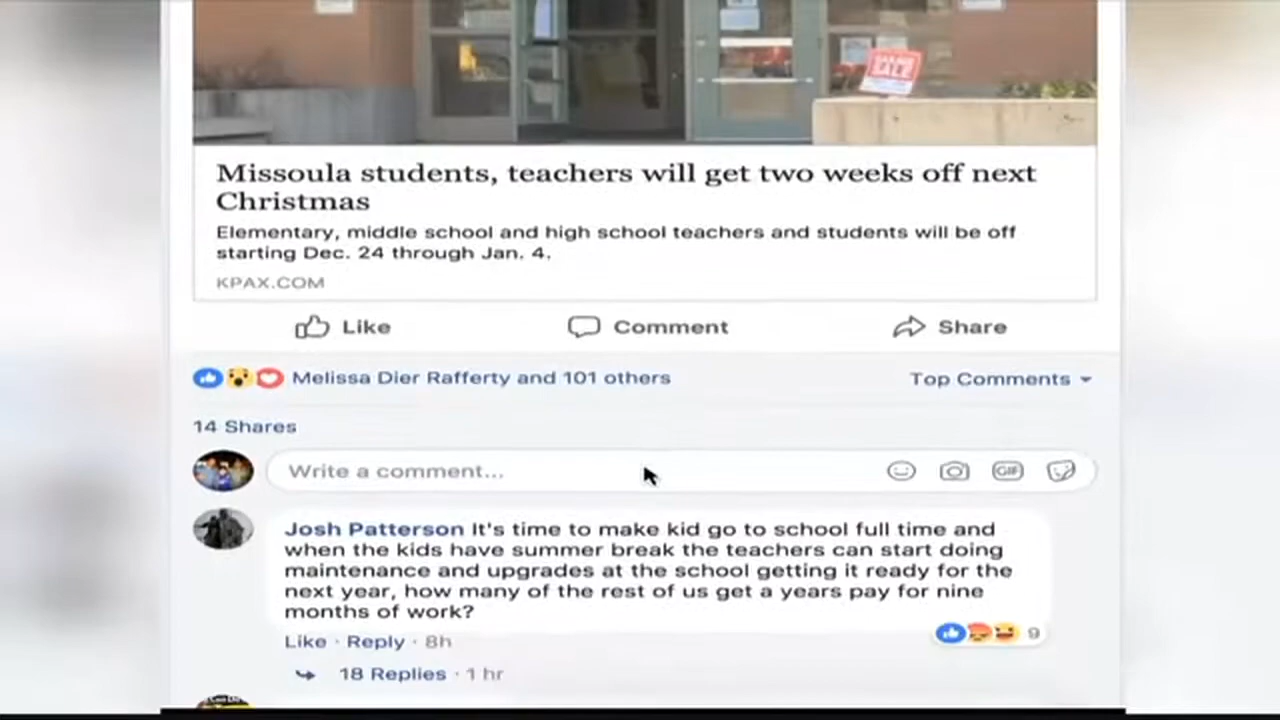 SALE
Missoula students, teachers will get two weeks off next
Christmas
Elementary, middle school and high school teachers and students will be off
starting Dec. 24 through Jan. 4.
KPAX.COM
Like Comment Share
Melissa Dier Rafferty and 101 others Top Comments
14 Shares
Write a comment... GIF
Josh Patterson It's time to make kid go to school full time and
when the kids have summer break the teachers can start doing
maintenance and upgrades at the school getting it ready for the
next year, how many of the rest of us get a years pay for nine
months of work?
9
Like · Reply · 8h
18 Replies · 1 hr